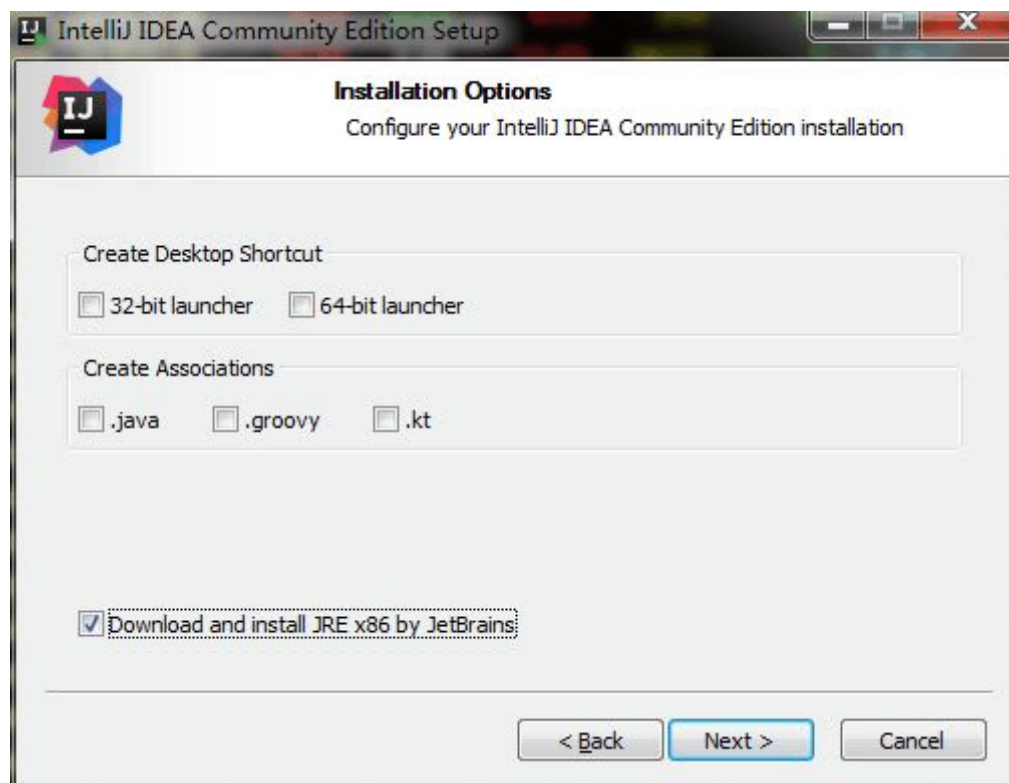 IntelliJ IDEA Community Edition Setup
IJ
Installation Options
Configure your IntelliJ IDEA Community Edition installation
Create Desktop Shortcut
32-bit launcher 64-bit launcher
Create Associations
.java .groovy .kt
Download and install JRE x86 by JetBrains
< Back Next > Cancel